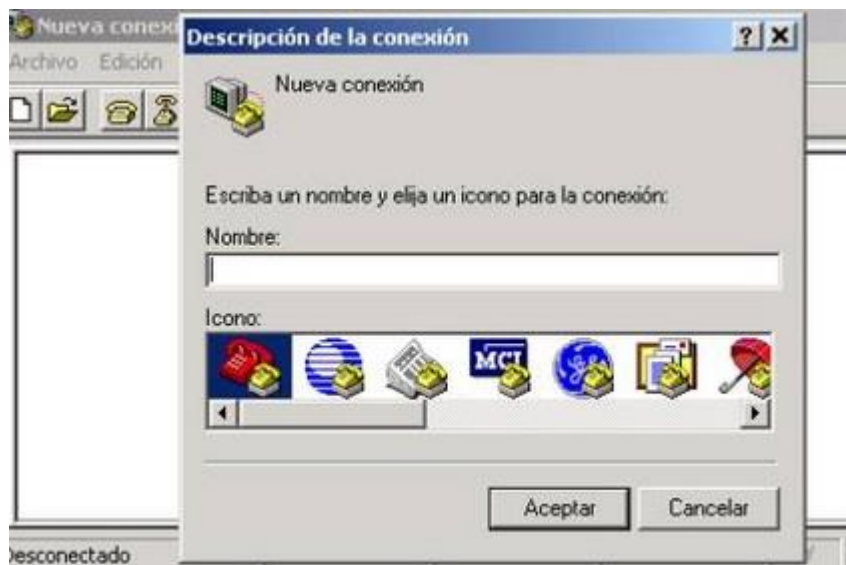 Nueva conexi
Descripción de la conexión
Archivo Edición
Nueva conexión
Escriba un nombre y elija un icono para la conexión:
Nombre:
Icono:
MCI
Aceptar
Cancelar
Desconectado